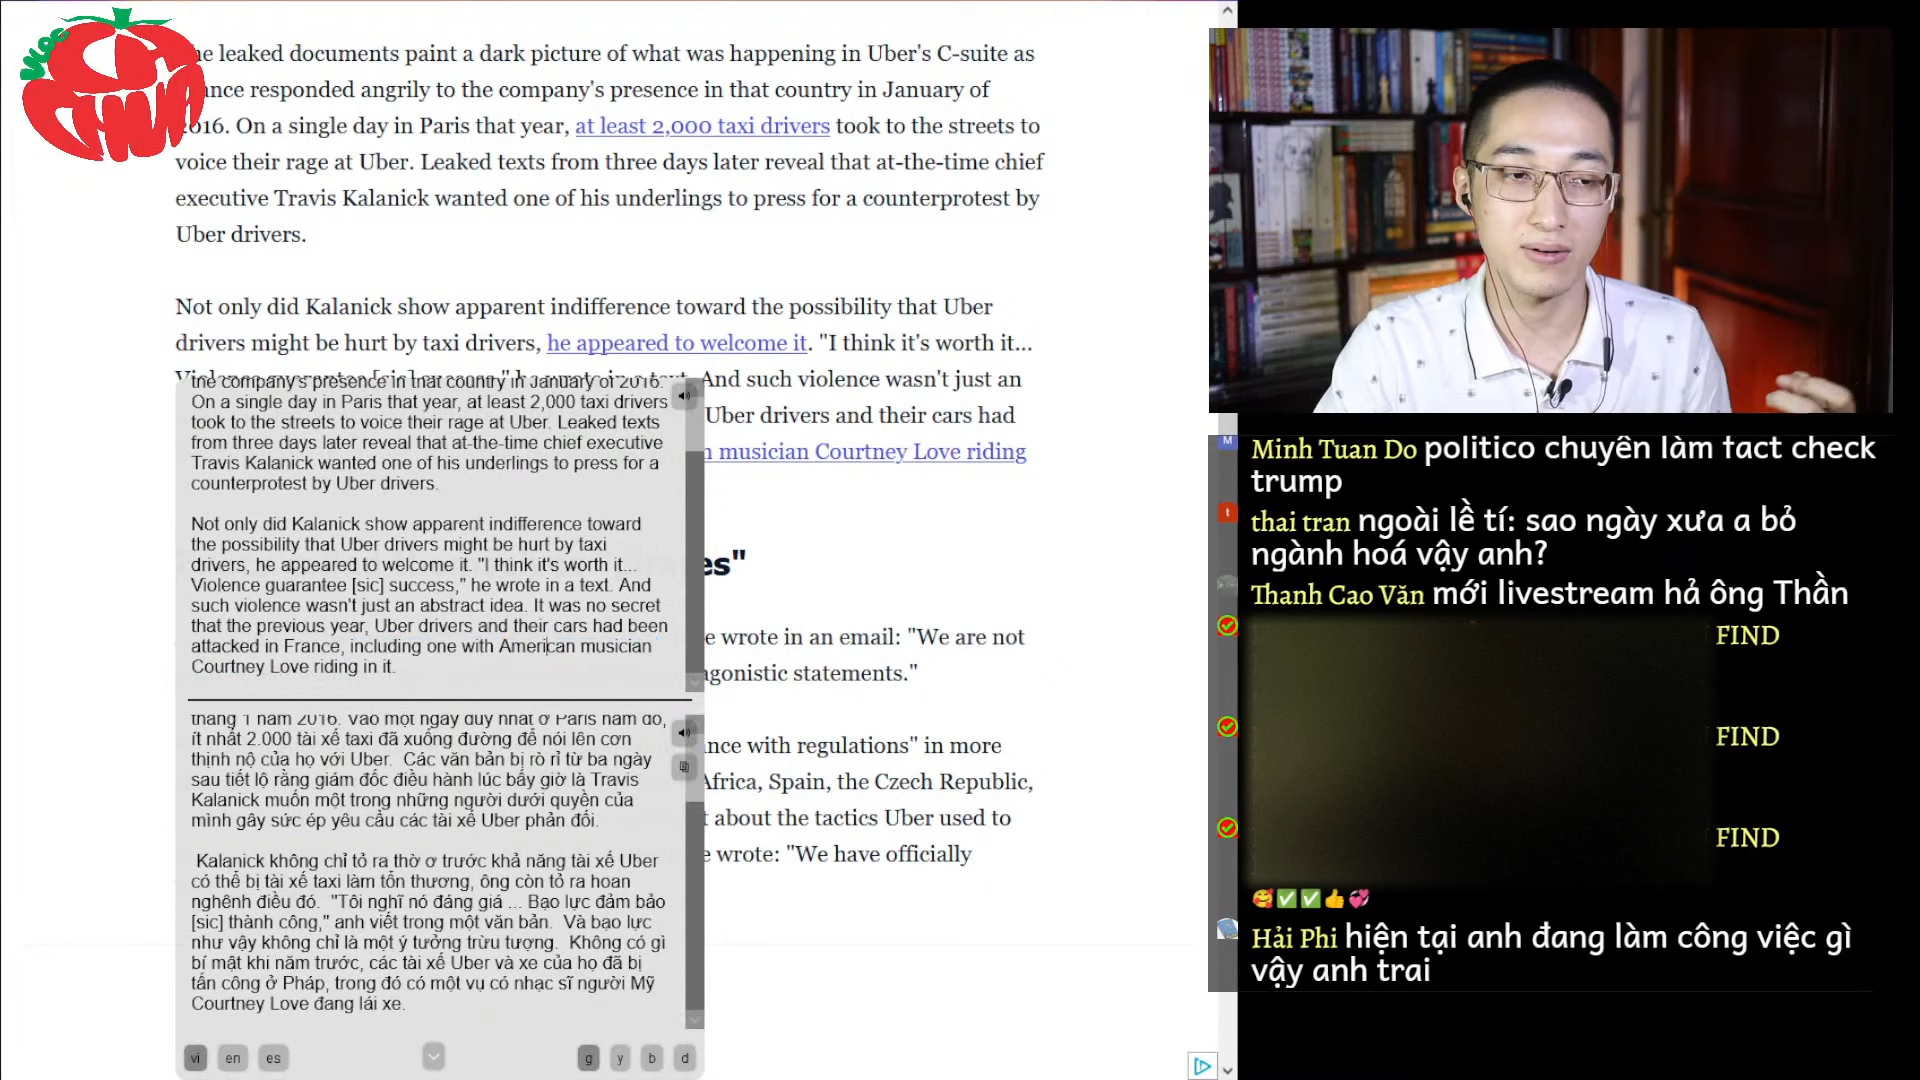 VLOG
CÀ CHUA
he leaked documents paint a dark picture of what was happening in Uber's C-suite as
ance responded angrily to the company's presence in that country in January of
2016. On a single day in Paris that year, at least 2,000 taxi drivers took to the streets to
voice their rage at Uber. Leaked texts from three days later reveal that at-the-time chief
executive Travis Kalanick wanted one of his underlings to press for a counterprotest by
Uber drivers.
Not only did Kalanick show apparent indifference toward the possibility that Uber
drivers might be hurt by taxi drivers, he appeared to welcome it. "I think it's worth it...
And such violence wasn't just an
Uber drivers and their cars had
n musician Courtney Love riding
es"
e wrote in an email: "We are not
agonistic statements."
nce with regulations" in more
Africa, Spain, the Czech Republic,
t about the tactics Uber used to
e wrote: "We have officially
the company's presence in that country in January of 2016.
On a single day in Paris that year, at least 2,000 taxi drivers
took to the streets to voice their rage at Uber. Leaked texts
from three days later reveal that at-the-time chief executive
Travis Kalanick wanted one of his underlings to press for a
counterprotest by Uber drivers.
Not only did Kalanick show apparent indifference toward
the possibility that Uber drivers might be hurt by taxi
drivers, he appeared to welcome it. "I think it's worth it...
Violence guarantee [sic] success," he wrote in a text. And
such violence wasn't just an abstract idea. It was no secret
that the previous year, Uber drivers and their cars had been
attacked in France, including one with American musician
Courtney Love riding in it.
tháng 1 năm 2016. Vào một ngày duy nhất ở Paris năm đó,
ít nhất 2.000 tài xế taxi đã xuống đường để nói lên cơn
thịnh nộ của họ với Uber. Các văn bản bị rò rỉ từ ba ngày
sau tiết lộ rằng giám đốc điều hành lúc bấy giờ là Travis
Kalanick muốn một trong những người dưới quyền của
mình gây sức ép yêu cầu các tài xế Uber phản đối.
Kalanick không chỉ tỏ ra thờ ơ trước khả năng tài xế Uber
có thể bị tài xế taxi làm tổn thương, ông còn tỏ ra hoan
nghênh điều đó. "Tôi nghĩ nó đáng giá ... Bạo lực đảm bảo
[sic] thành công," anh viết trong một văn bản. Và bạo lực
như vậy không chỉ là một ý tưởng trừu tượng. Không có gì
bí mật khi năm trước, các tài xế Uber và xe của họ đã bị
tấn công ở Pháp, trong đó có một vụ có nhạc sĩ người Mỹ
Courtney Love đang lái xe.
vi en es g y b d
M
Minh Tuan Do politico chuyên làm fact check
trump
t
thai tran ngoài lề tí: sao ngày xưa a bỏ
ngành hoá vậy anh?
Thanh Cao Văn mới livestream hả ông Thần
FIND
FIND
FIND
Hải Phi hiện tại anh đang làm công việc gì
vậy anh trai